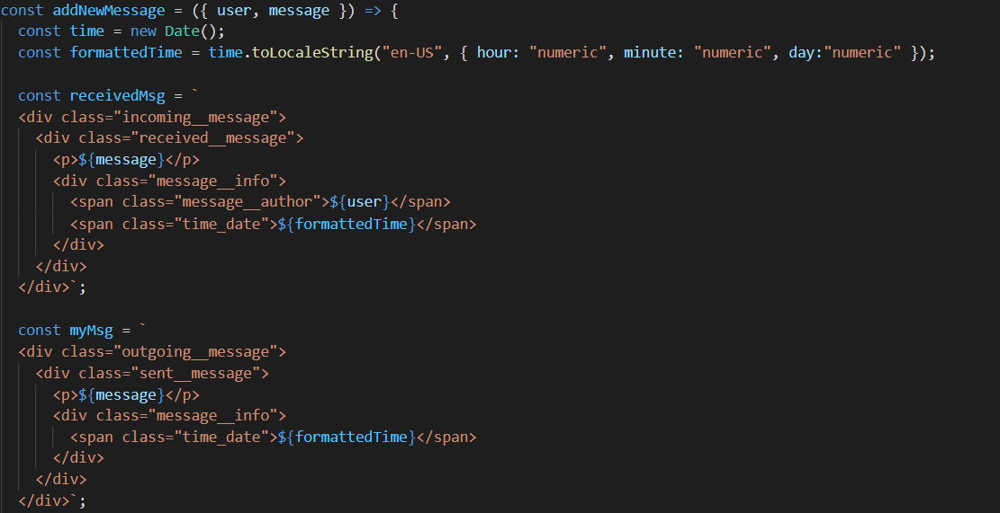 const addNewMessage = ({ user, message }) => {
  const time = new Date();
  const formattedTime = time.toLocaleString("en-US", { hour: "numeric", minute: "numeric", day:"numeric" });

  const receivedMsg = `
  <div class="incoming__message">
    <div class="received__message">
      <p>${message}</p>
      <div class="message__info">
        <span class="message__author">${user}</span>
        <span class="time_date">${formattedTime}</span>
      </div>
    </div>
  </div>`;

  const myMsg = `
  <div class="outgoing__message">
    <div class="sent__message">
      <p>${message}</p>
      <div class="message__info">
        <span class="time_date">${formattedTime}</span>
      </div>
    </div>
  </div>`;